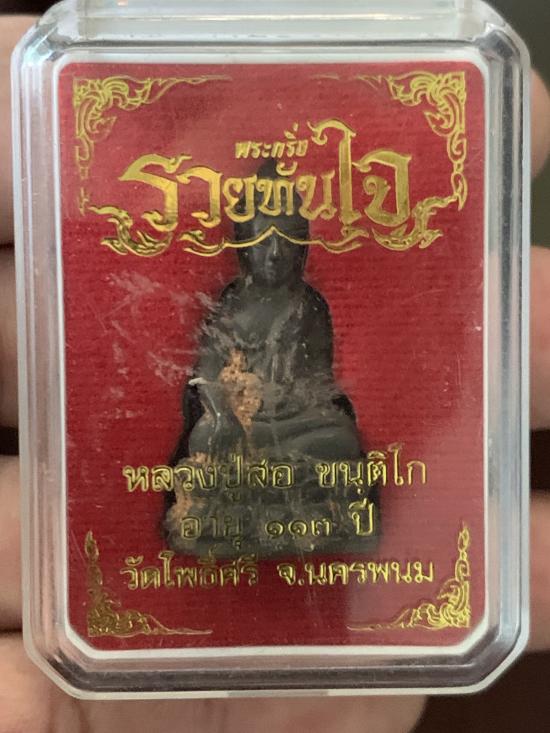 พระกริ่ง
รวยทันใจ
หลวงปู่สอ ขนฺติโก
อายุ ๑๑๓ ปี
วัดโพธิ์ศรี จ.นครพนม